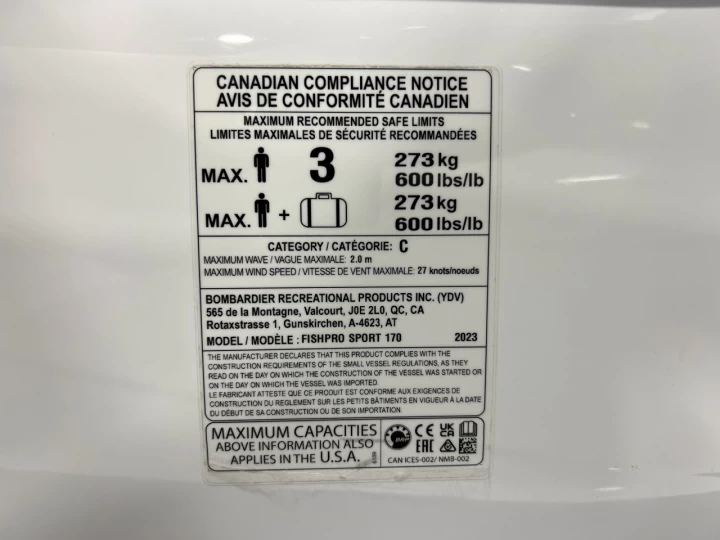 CANADIAN COMPLIANCE NOTICE
AVIS DE CONFORMITÉ CANADIEN
MAXIMUM RECOMMENDED SAFE LIMITS
LIMITES MAXIMALES DE SÉCURITÉ RECOMMANDÉES
MAX. 3 273 kg
600 lbs/lb
MAX. + 273 kg
600 lbs/lb
CATEGORY / CATÉGORIE: C
MAXIMUM WAVE / VAGUE MAXIMALE: 2.0 m
MAXIMUM WIND SPEED / VITESSE DE VENT MAXIMALE: 27 knots/noeuds
BOMBARDIER RECREATIONAL PRODUCTS INC. (YDV)
565 de la Montagne, Valcourt, J0E 2L0, QC, CA
Rotaxstrasse 1, Gunskirchen, A-4623, AT
MODEL / MODÈLE : FISHPRO SPORT 170 2023
THE MANUFACTURER DECLARES THAT THIS PRODUCT COMPLIES WITH THE
CONSTRUCTION REQUIREMENTS OF THE SMALL VESSEL REGULATIONS, AS THEY
READ ON THE DAY ON WHICH THE CONSTRUCTION OF THE VESSEL WAS STARTED OR
ON THE DAY ON WHICH THE VESSEL WAS IMPORTED.
LE FABRICANT ATTESTE QUE CE PRODUIT EST CONFORME AUX EXIGENCES DE
CONSTRUCTION DU REGLEMENT SUR LES PETITS BÂTIMENTS EN VIGUEUR À LA DATE
DU DÉBUT DE SA CONSTRUCTION OU DE SON IMPORTATION.
MAXIMUM CAPACITIES
ABOVE INFORMATION ALSO
APPLIES IN THE U.S.A.
BRP CE UK CA
EAC
CAN ICES-002/ NMB-002